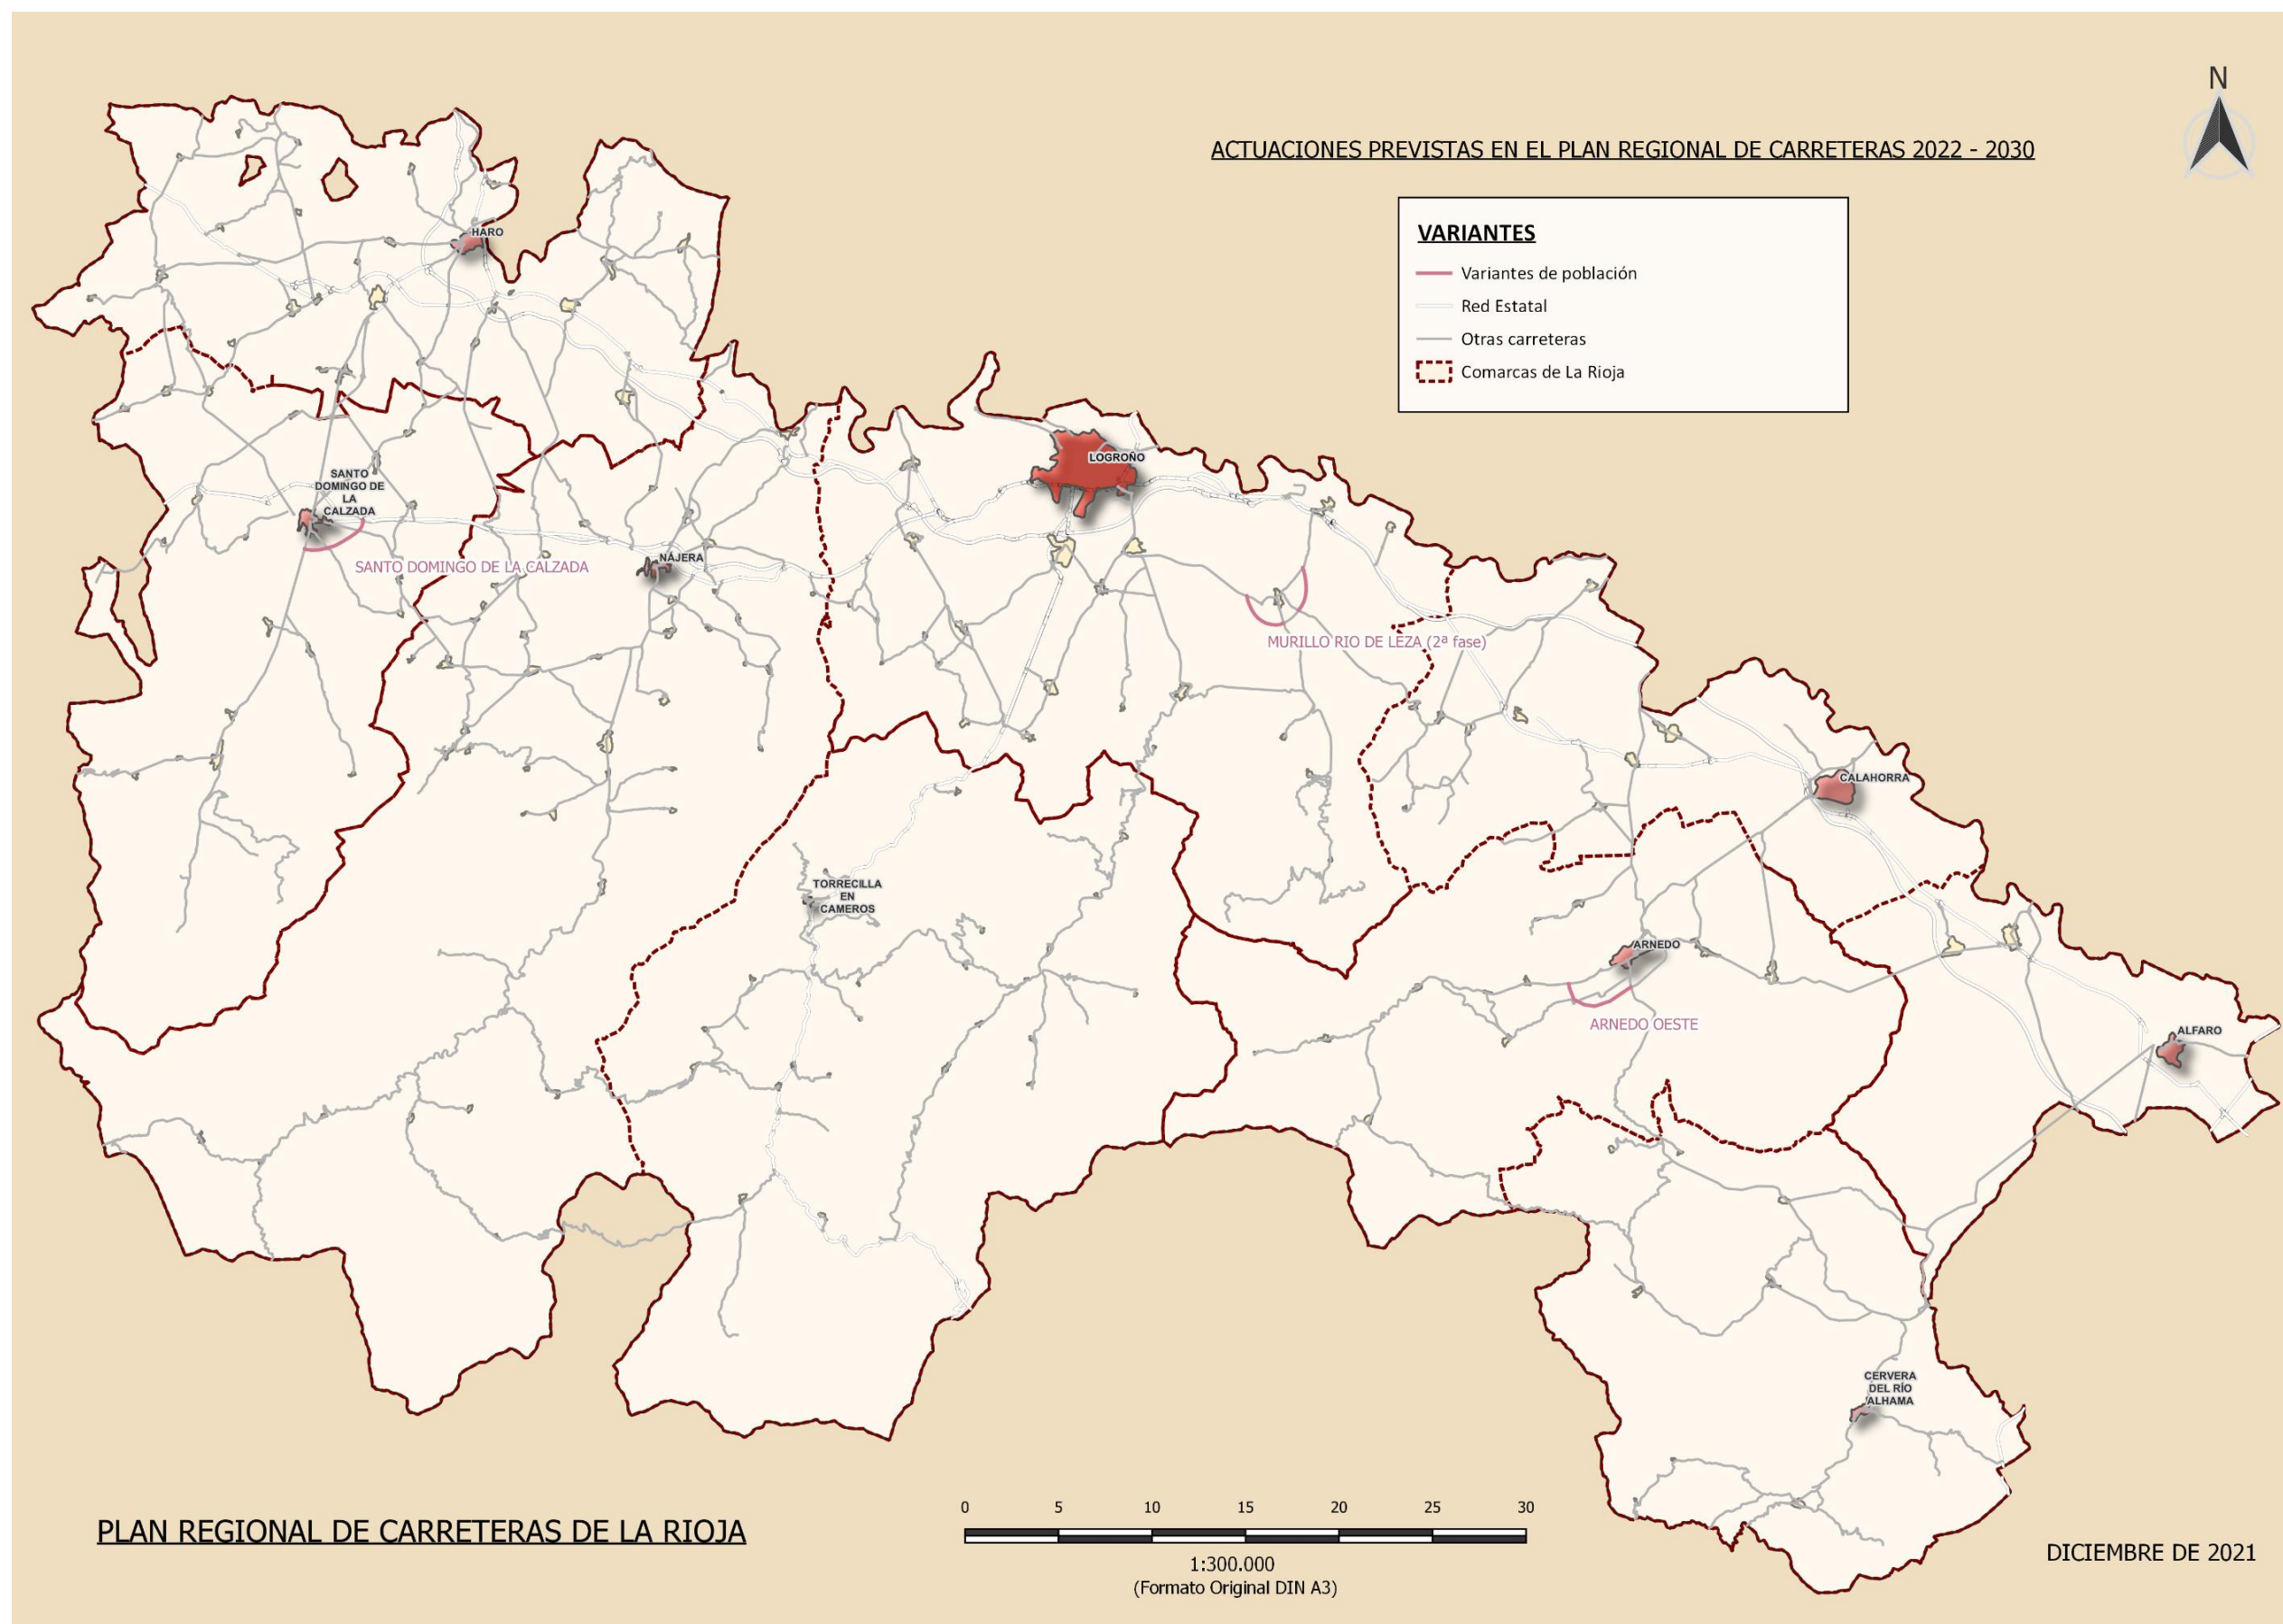 N
ACTUACIONES PREVISTAS EN EL PLAN REGIONAL DE CARRETERAS 2022 - 2030
VARIANTES
Variantes de población
Red Estatal
Otras carreteras
Comarcas de La Rioja
HARO
LOGROÑO
SANTO
DOMINGO DE
LA
CALZADA
SANTO DOMINGO DE LA CALZADA
NÁJERA
MURILLO RIO DE LEZA (2ª fase)
CALAHORRA
TORRECILLA
EN
CAMEROS
ARNEDO
ARNEDO OESTE
ALFARO
CERVERA
DEL RÍO
ALHAMA
PLAN REGIONAL DE CARRETERAS DE LA RIOJA
0 5 10 15 20 25 30
1:300.000
(Formato Original DIN A3)
DICIEMBRE DE 2021